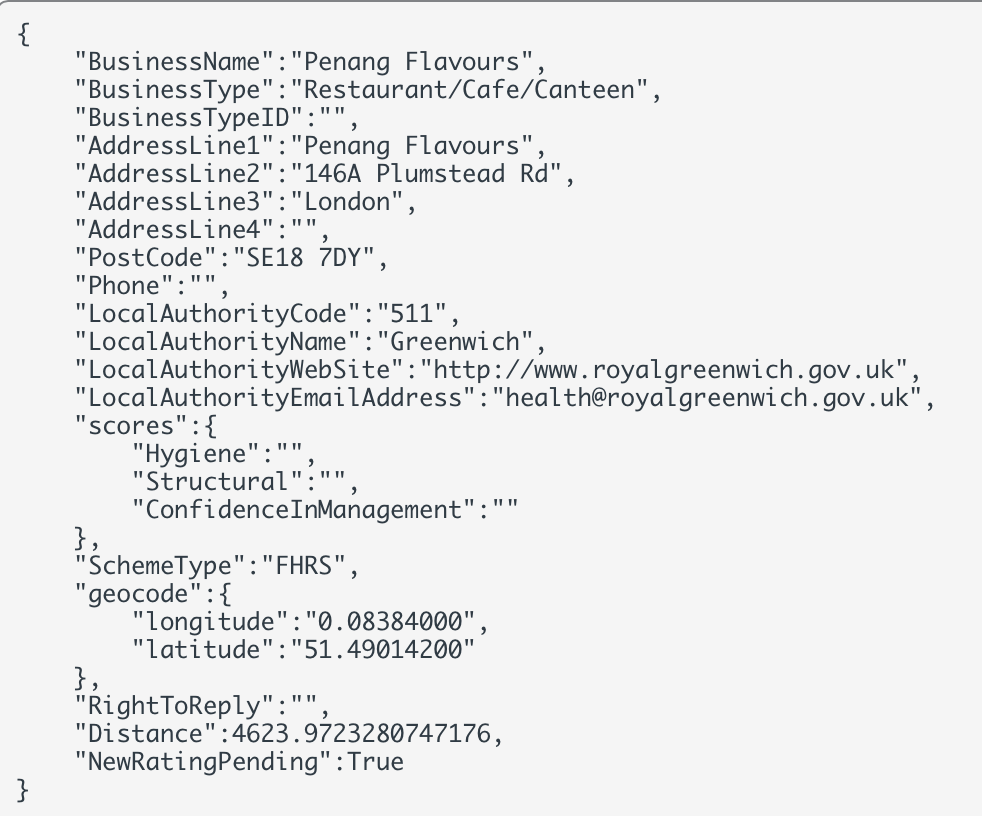 {
"BusinessName":"Penang Flavours",
"BusinessType":"Restaurant/Cafe/Canteen",
"BusinessTypeID":"",
"AddressLine1":"Penang Flavours",
"AddressLine2":"146A Plumstead Rd",
"AddressLine3":"London",
"AddressLine4":"",
"PostCode":"SE18 7DY",
"Phone":"",
"LocalAuthorityCode":"511",
"LocalAuthorityName":"Greenwich",
"LocalAuthorityWebSite":"http://www.royalgreenwich.gov.uk",
"LocalAuthorityEmailAddress":"health@royalgreenwich.gov.uk",
"scores":{
"Hygiene":"",
"Structural":"",
"ConfidenceInManagement":""
},
"SchemeType":"FHRS",
"geocode":{
"longitude":"0.08384000",
"latitude":"51.49014200"
},
"RightToReply":"",
"Distance":4623.9723280747176,
"NewRatingPending":True
}